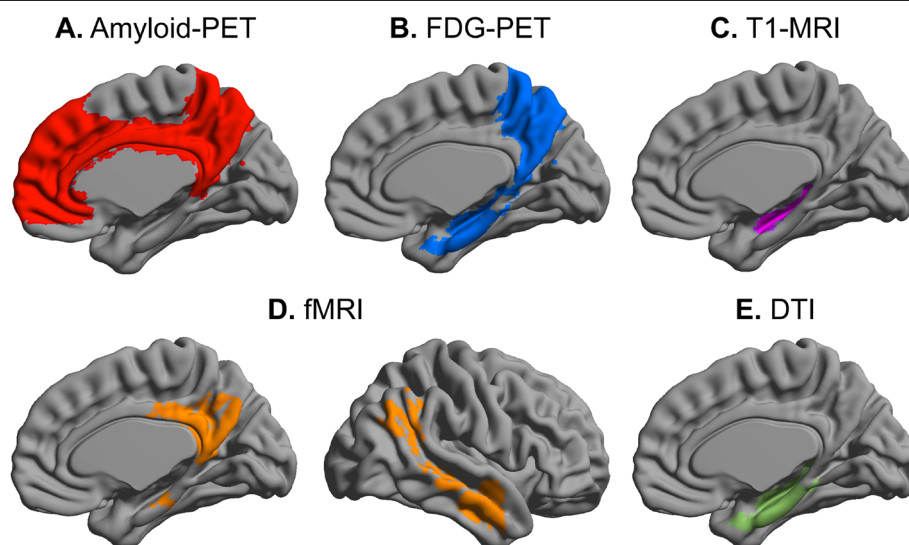 A. Amyloid-PET
B. FDG-PET
C. T1-MRI
D. fMRI
E. DTI